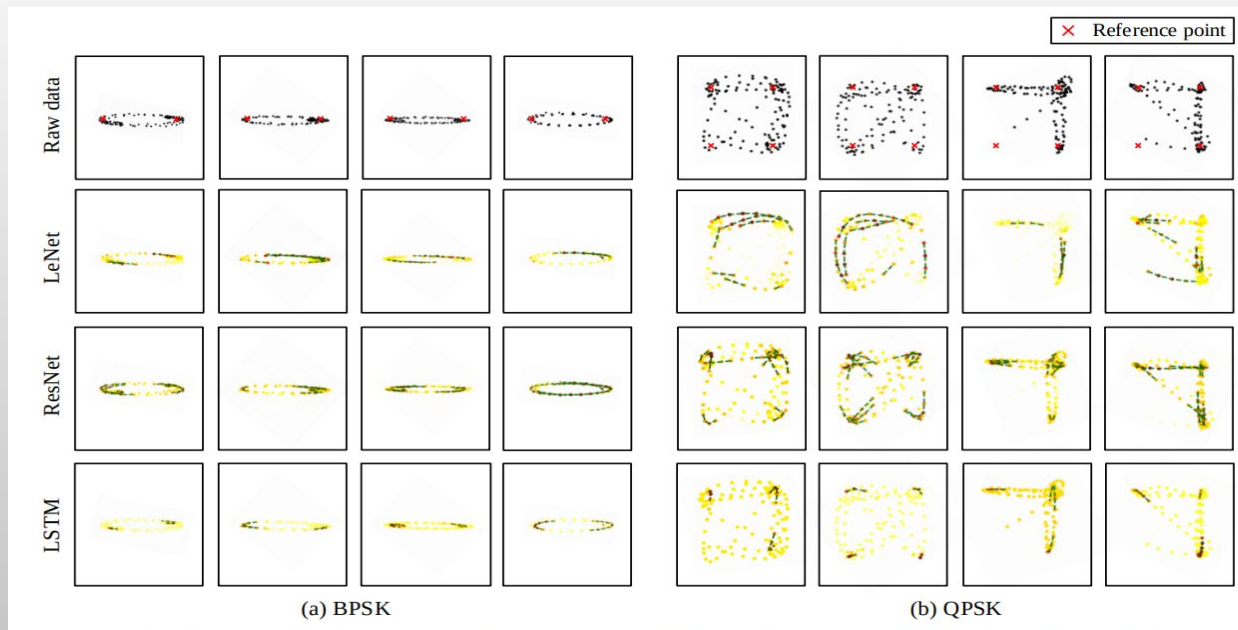 Reference point
Raw data
LeNet
ResNet
LSTM
(a) BPSK
(b) QPSK